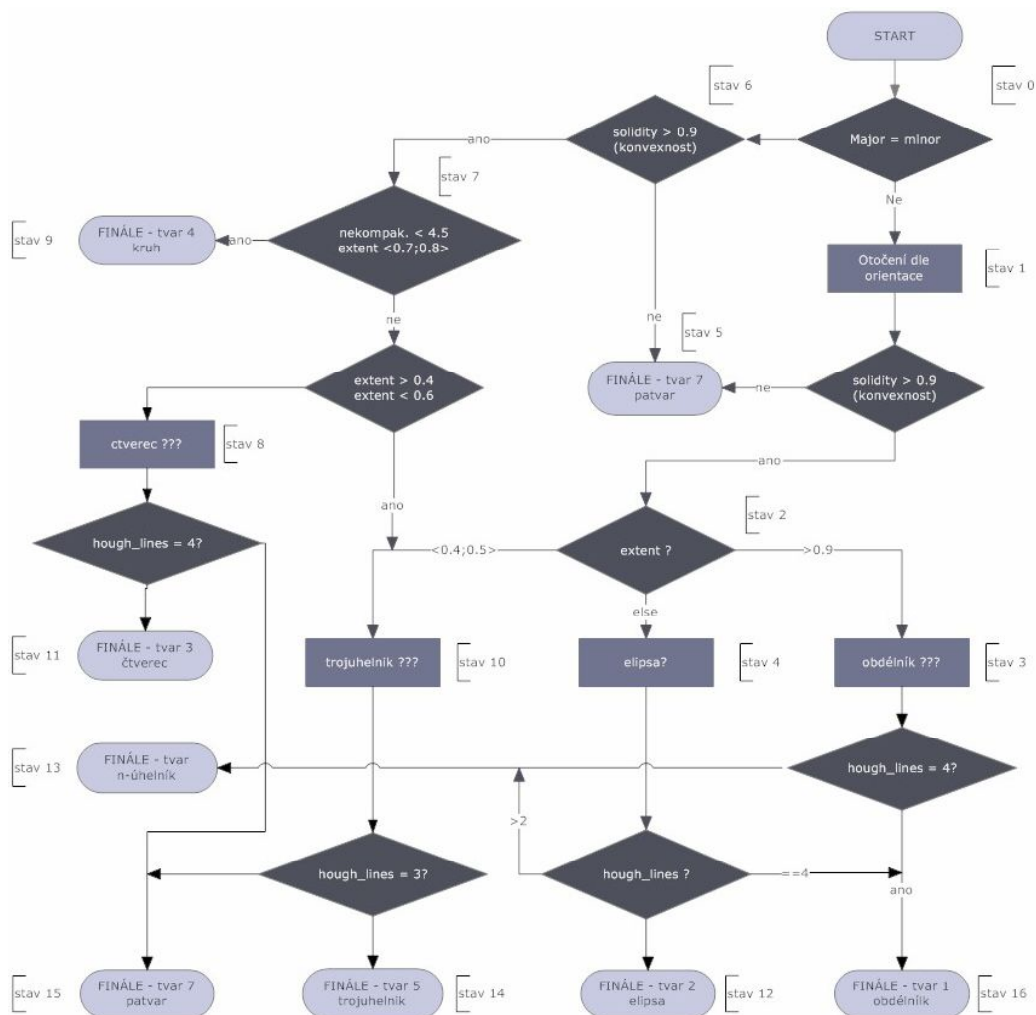 START
stav 0
stav 6
Major = minor
solidity > 0.9
(konvexnost)
ano
Ne
stav 7
stav 9
FINÁLE - tvar 4
kruh
ano
nekompak. < 4.5
extent <0.7;0.8>
Otočení dle
orientace
stav 1
ne
ne
stav 5
extent > 0.4
extent < 0.6
FINÁLE - tvar 7
patvar
ne
solidity > 0.9
(konvexnost)
ctverec ???
stav 8
ano
ano
stav 2
hough_lines = 4?
<0.4;0.5>
extent ?
>0.9
else
stav 11
FINÁLE - tvar 3
čtverec
trojuhelnik ???
stav 10
elipsa?
stav 4
obdélník ???
stav 3
stav 13
FINÁLE - tvar
n-úhelník
hough_lines = 4?
>2
hough_lines = 3?
hough_lines ?
==4
ano
stav 15
FINÁLE - tvar 7
patvar
FINÁLE - tvar 5
trojuhelnik
stav 14
FINÁLE - tvar 2
elipsa
stav 12
FINÁLE - tvar 1
obdélník
stav 16